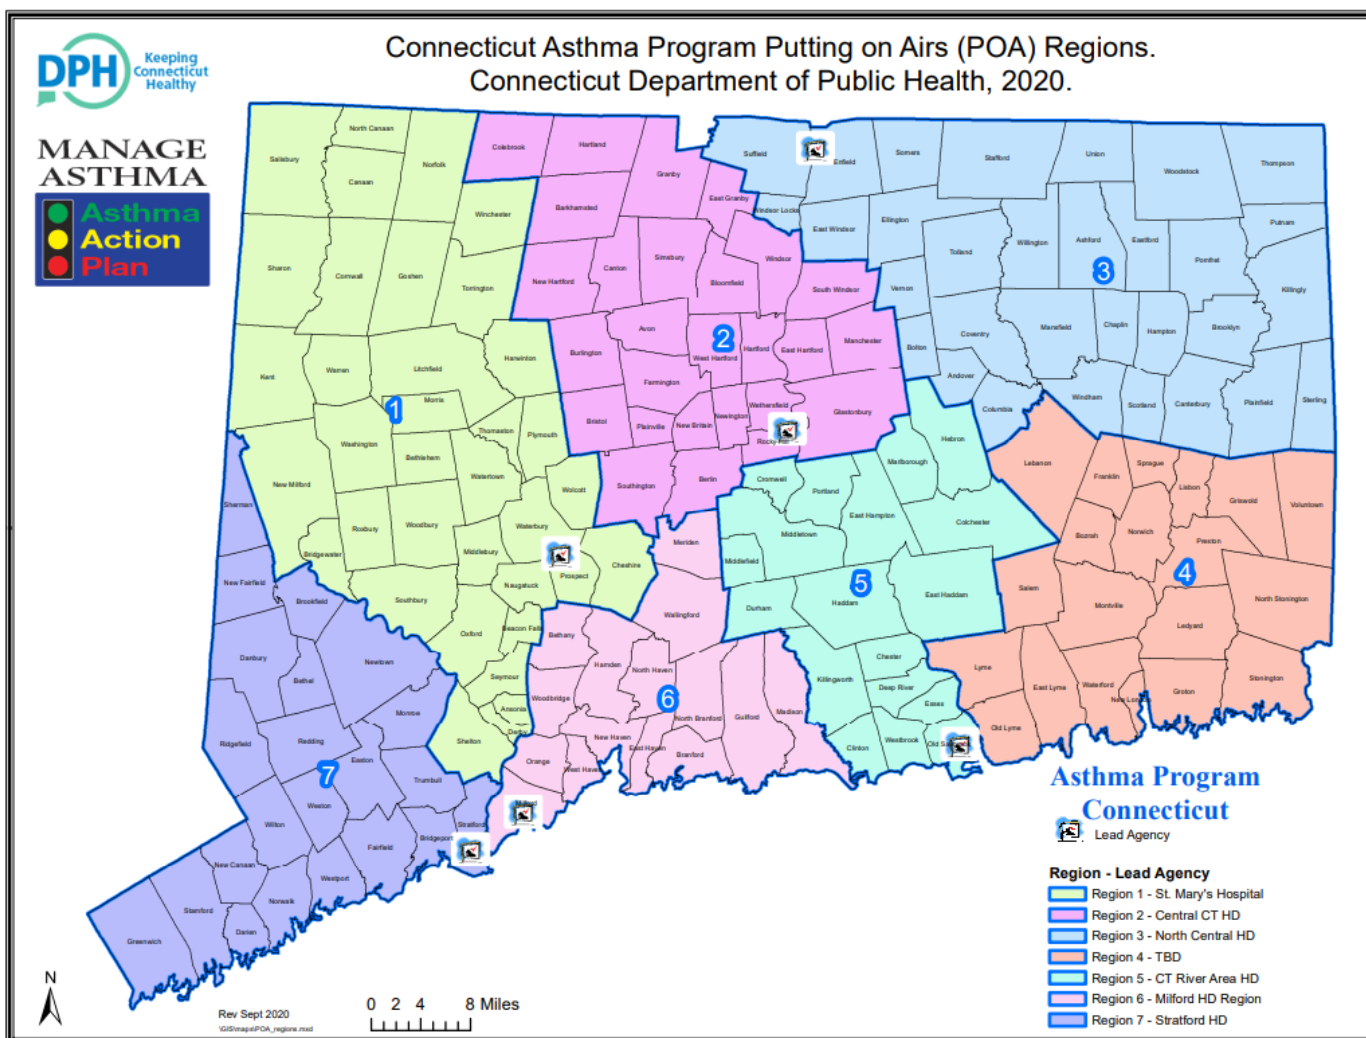 Connecticut Asthma Program Putting on Airs (POA) Regions.
Connecticut Department of Public Health, 2020.
DPH
Keeping
Connecticut
Healthy
MANAGE
ASTHMA
Asthma
Action
Plan
North Canaan
Salisbury
Canaan
Norfolk
Colebrook
Hartland
Granby
East Granby
Suffield
Enfield
Somers
Stafford
Union
Woodstock
Thompson
Winchester
Barkhamsted
Windsor Locks
East Windsor
Ellington
Tolland
Willington
Ashford
Eastford
Pomfret
Putnam
Killingly
Sharon
Cornwall
Goshen
Torrington
New Hartford
Canton
Simsbury
Bloomfield
Windsor
South Windsor
Vernon
3
Kent
Warren
Litchfield
Harwinton
Burlington
Avon
2
West Hartford
Hartford
East Hartford
Manchester
Bolton
Coventry
Mansfield
Chaplin
Hampton
Brooklyn
Andover
Columbia
Windham
Scotland
Canterbury
Plainfield
Sterling
1
Morris
Farmington
Thomaston
Plymouth
Bristol
Plainville
New Britain
Newington
Wethersfield
Rocky Hill
Glastonbury
Washington
Bethlehem
Watertown
Wolcott
Southington
Berlin
Cromwell
Portland
Marlborough
Hebron
Lebanon
Franklin
Sprague
Lisbon
Griswold
Voluntown
New Milford
Sherman
Roxbury
Woodbury
Waterbury
Middlebury
Bridgewater
Meriden
Middlefield
Middletown
East Hampton
Colchester
Bozrah
Norwich
Preston
4
New Fairfield
Brookfield
Southbury
Naugatuck
Prospect
Cheshire
Wallingford
Durham
5
Haddam
East Haddam
Salem
Montville
Ledyard
North Stonington
Oxford
Beacon Falls
Bethany
Hamden
North Haven
Danbury
Bethel
Newtown
Seymour
Woodbridge
6
Ansonia
Derby
Shelton
Killingworth
Chester
Deep River
Essex
Lyme
East Lyme
Waterford
New London
Groton
Stonington
Monroe
North Branford
Guilford
Madison
New Haven
East Haven
Branford
Clinton
Westbrook
Old Lyme
Ridgefield
Redding
7
Easton
Trumbull
Orange
West Haven
Weston
Wilton
Bridgeport
Stratford
New Canaan
Fairfield
Westport
Norwalk
Stamford
Darien
Greenwich
Asthma Program
Connecticut
Lead Agency
Region - Lead Agency
Region 1 - St. Mary's Hospital
Region 2 - Central CT HD
Region 3 - North Central HD
Region 4 - TBD
Region 5 - CT River Area HD
Region 6 - Milford HD Region
Region 7 - Stratford HD
N
Rev Sept 2020
\GIS\maps\POA_regions.mxd
0 2 4 8 Miles